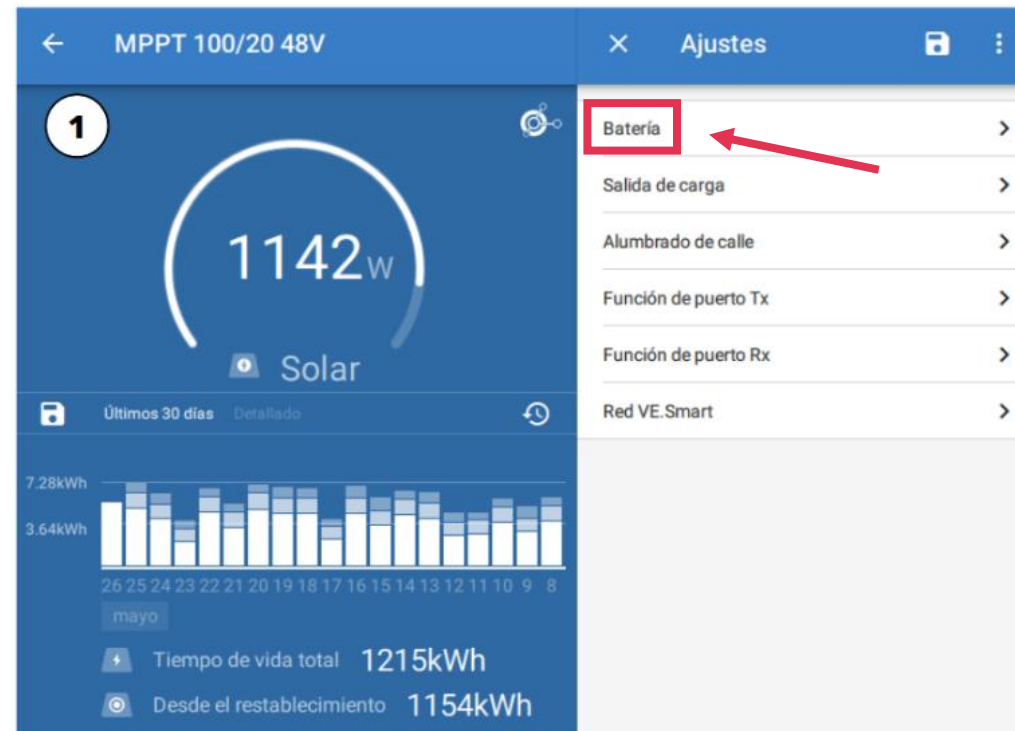 MPPT 100/20 48V
1
1142W
Solar
Últimos 30 días Detallado
7.28kWh
3.64kWh
26 25 24 23 22 21 20 19 18 17 16 15 14 13 12 11 10 9 8
mayo
Tiempo de vida total 1215kWh
Desde el restablecimiento 1154kWh
Ajustes
Batería
Salida de carga
Alumbrado de calle
Función de puerto Tx
Función de puerto Rx
Red VE.Smart